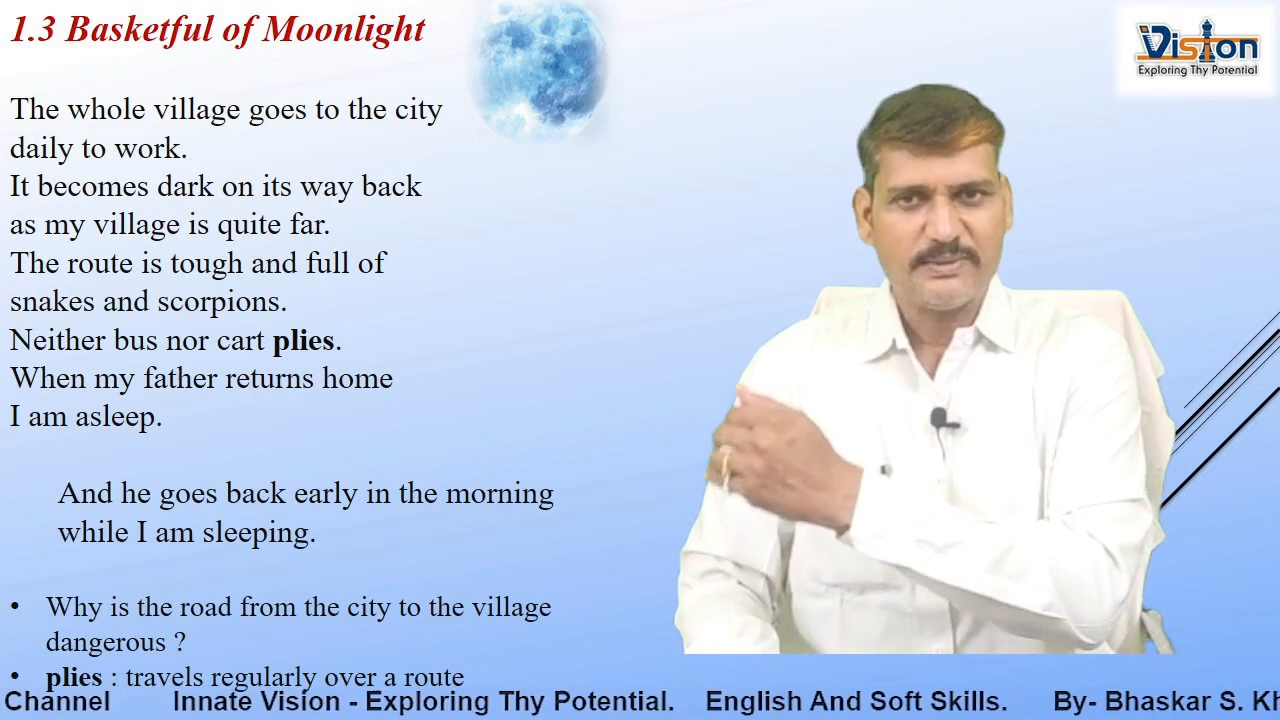 1.3 Basketful of Moonlight
Vision
Exploring Thy Potential
The whole village goes to the city
daily to work.
It becomes dark on its way back
as my village is quite far.
The route is tough and full of
snakes and scorpions.
Neither bus nor cart plies.
When my father returns home
I am asleep.
And he goes back early in the morning
while I am sleeping.
• Why is the road from the city to the village
dangerous ?
• plies : travels regularly over a route
Channel Innate Vision - Exploring Thy Potential. English And Soft Skills. By- Bhaskar S. Kh